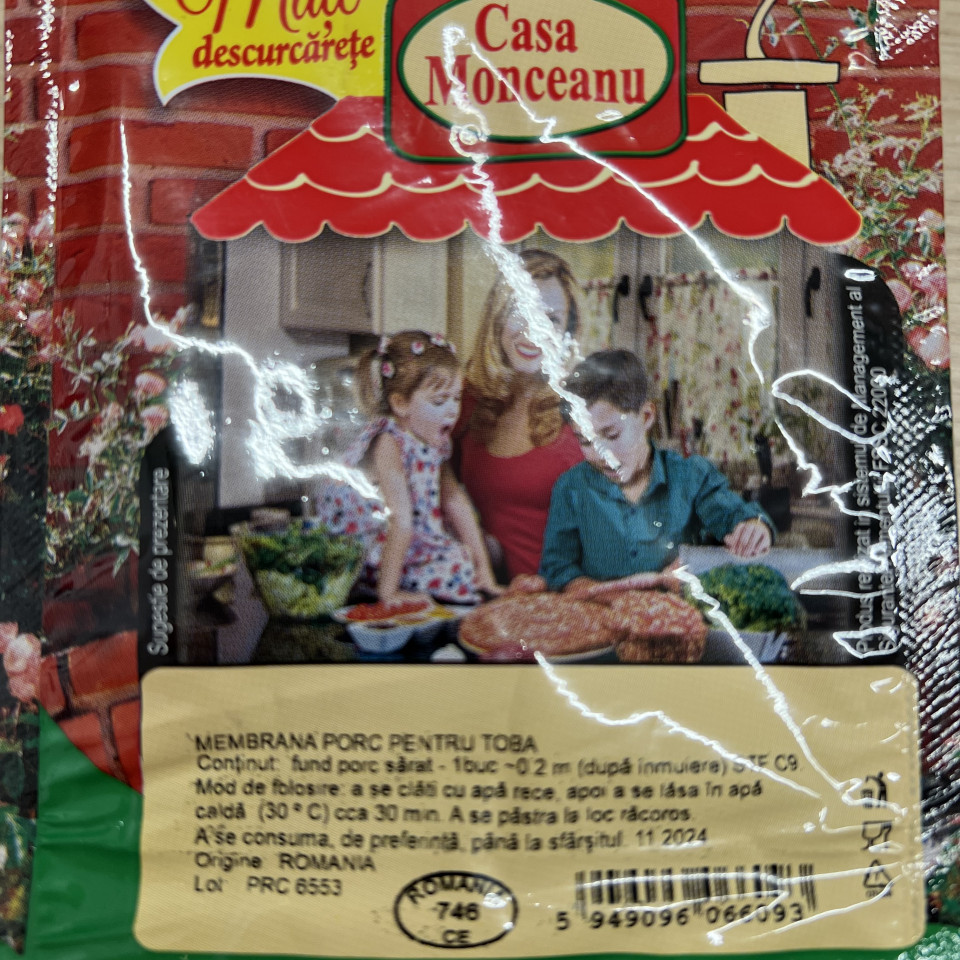 descurcărețe
Casa
Monceanu
Sugestie de prezentare
MEMBRANA PORC PENTRU TOBA
Conținut: fund porc sărat - 1buc ~0.2 m (după inmuiere) C9.
Mod de fblosire: a se clăti cu apă rece, apoi a se lăsa în apă
caldă (30 ° C) cca 30 min. A se păstra la loc răcoros.
A se consuma, de preferință, până la sfârșitul: 11 2024
Origine ROMANIA
Lot PRC 6553
ROMANIA
746
CE
5 949096 066093